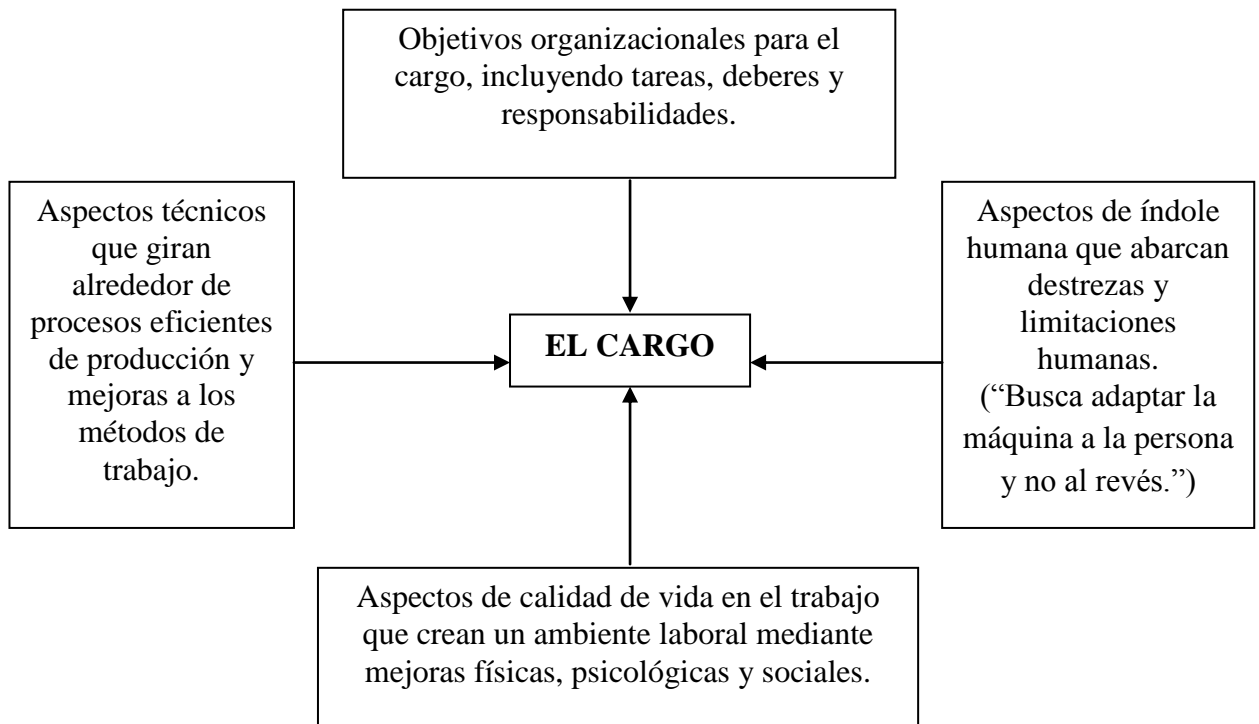 Objetivos organizacionales para el
cargo, incluyendo tareas, deberes y
responsabilidades.
Aspectos técnicos
que giran
alrededor de
procesos eficientes
de producción y
mejoras a los
métodos de
trabajo.
EL CARGO
Aspectos de índole
humana que abarcan
destrezas y
limitaciones
humanas.
(“Busca adaptar la
máquina a la persona
y no al revés.”)
Aspectos de calidad de vida en el trabajo
que crean un ambiente laboral mediante
mejoras físicas, psicológicas y sociales.